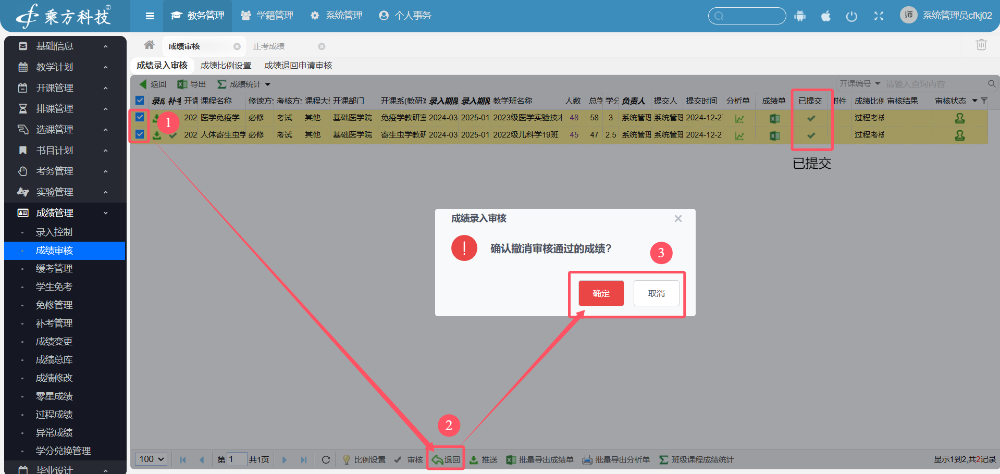 乘方科技
教务管理 学籍管理 系统管理 个人事务 师 系统管理员cfkj02
基础信息
教学计划
开课管理
排课管理
选课管理
书目计划
考务管理
实验管理
成绩管理
录入控制
成绩审核
缓考管理
学生免考
免修管理
补考管理
成绩变更
成绩总库
成绩修改
零星成绩
过程成绩
异常成绩
学分兑换管理
毕业设计
成绩审核 正考成绩
成绩录入审核 成绩比例设置 成绩退回申请审核
返回 导出 成绩统计 开课编号 请输入查询内容
录成 补考 开课 课程名称 修读方式 考核方式 课程大类 开课部门 开课系(教研室 录入期限 录入期限 教学班名称 人数 总学 学分 负责人 提交人 提交时间 分析单 成绩单 已提交 附件 成绩比例 审核结果 审核状态
202 医学免疫学 必修 考试 其他 基础医学院 免疫学教研室 2024-03 2025-01 2023级医学实验技术 48 58 3 系统管理 系统管理 2024-12-27 过程考核
202 人体寄生虫学 必修 考试 其他 基础医学院 寄生虫学教研 2024-03 2025-01 2022级儿科学19班 45 47 2.5 系统管理 系统管理 2024-12-27 过程考核
1
已提交
成绩录入审核
确认撤消审核通过的成绩?
3
确定 取消
2
100 第 1 共1页 比例设置 审核 退回 推送 批量导出成绩单 批量导出分析单 班级课程成绩统计 显示1到2,共2记录